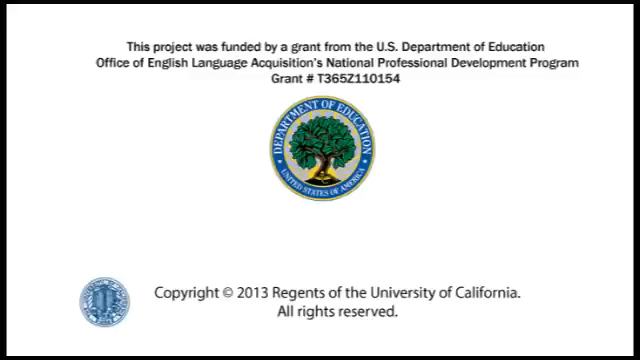 This project was funded by a grant from the U.S. Department of Education
Office of English Language Acquisition's National Professional Development Program
Grant # T365Z110154
DEPARTMENT OF EDUCATION
UNITED STATES OF AMERICA
Copyright © 2013 Regents of the University of California.
All rights reserved.